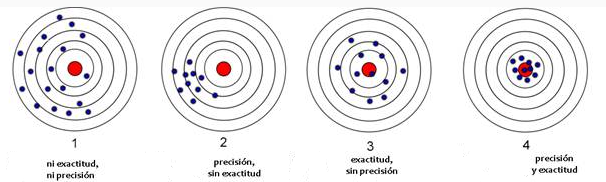 1
ni exactitud,
ni precisión
2
precisión,
sin exactitud
3
exactitud,
sin precisión
4
precisión
y exactitud